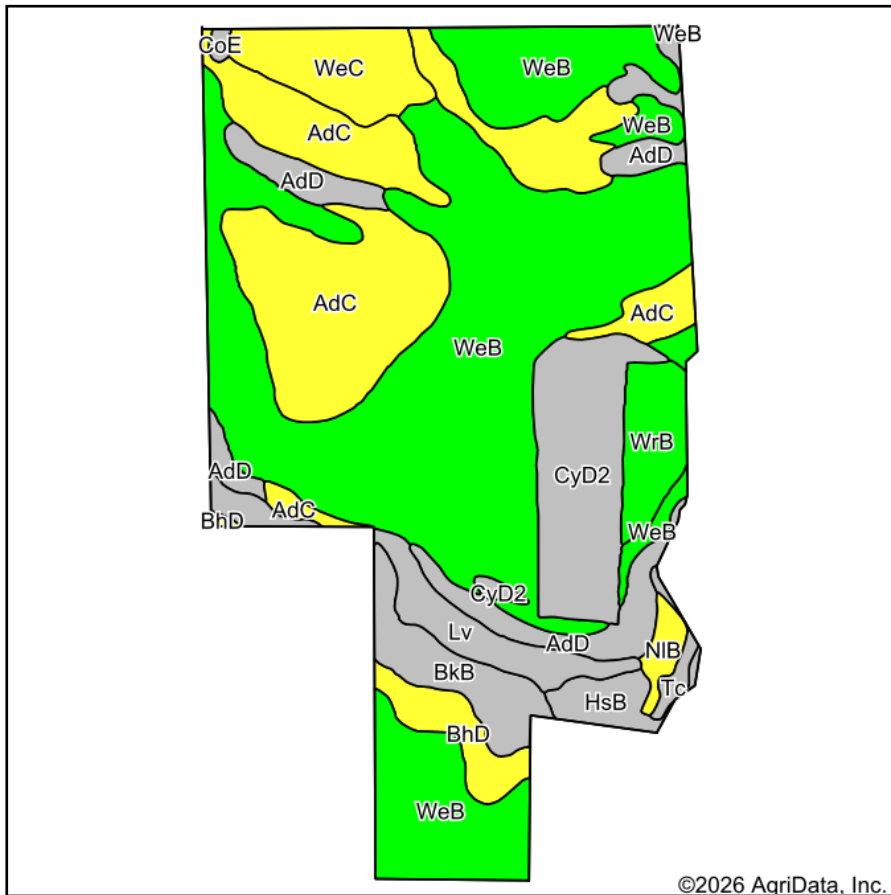 WeB
CoE
WeC
WeB
WeB
AdC
AdD
AdD
AdC
AdC
WeB
WrB
AdD
CyD2
AdC
BhD
WeB
CyD2
Lv
AdD
NlB
BkB
Tc
HsB
BhD
WeB
©2026 AgriData, Inc.